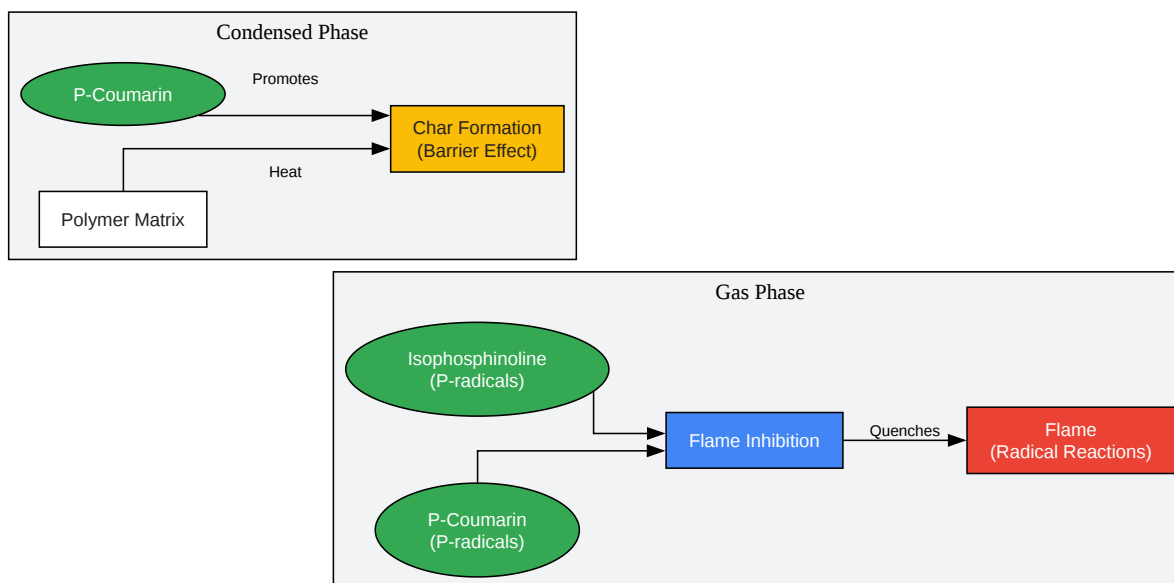 Condensed Phase
P-Coumarin
Promotes
Char Formation
(Barrier Effect)
Heat
Polymer Matrix
Gas Phase
Isophosphinoline
(P-radicals)
Flame Inhibition
Quenches
Flame
(Radical Reactions)
P-Coumarin
(P-radicals)